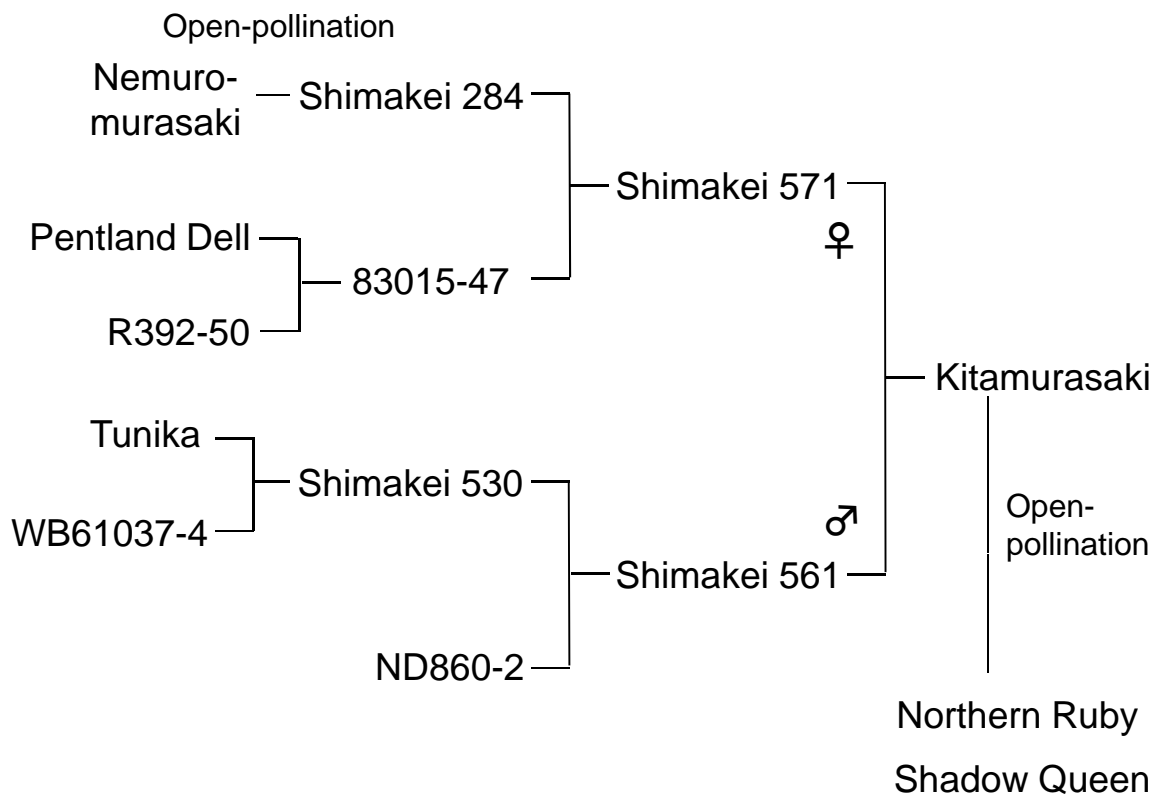 Open-pollination
Nemuro-
murasaki
Shimakei 284
Shimakei 571
♀
Pentland Dell
83015-47
R392-50
Kitamurasaki
Tunika
Shimakei 530
WB61037-4
Open-
pollination
♂
Shimakei 561
ND860-2
Northern Ruby
Shadow Queen